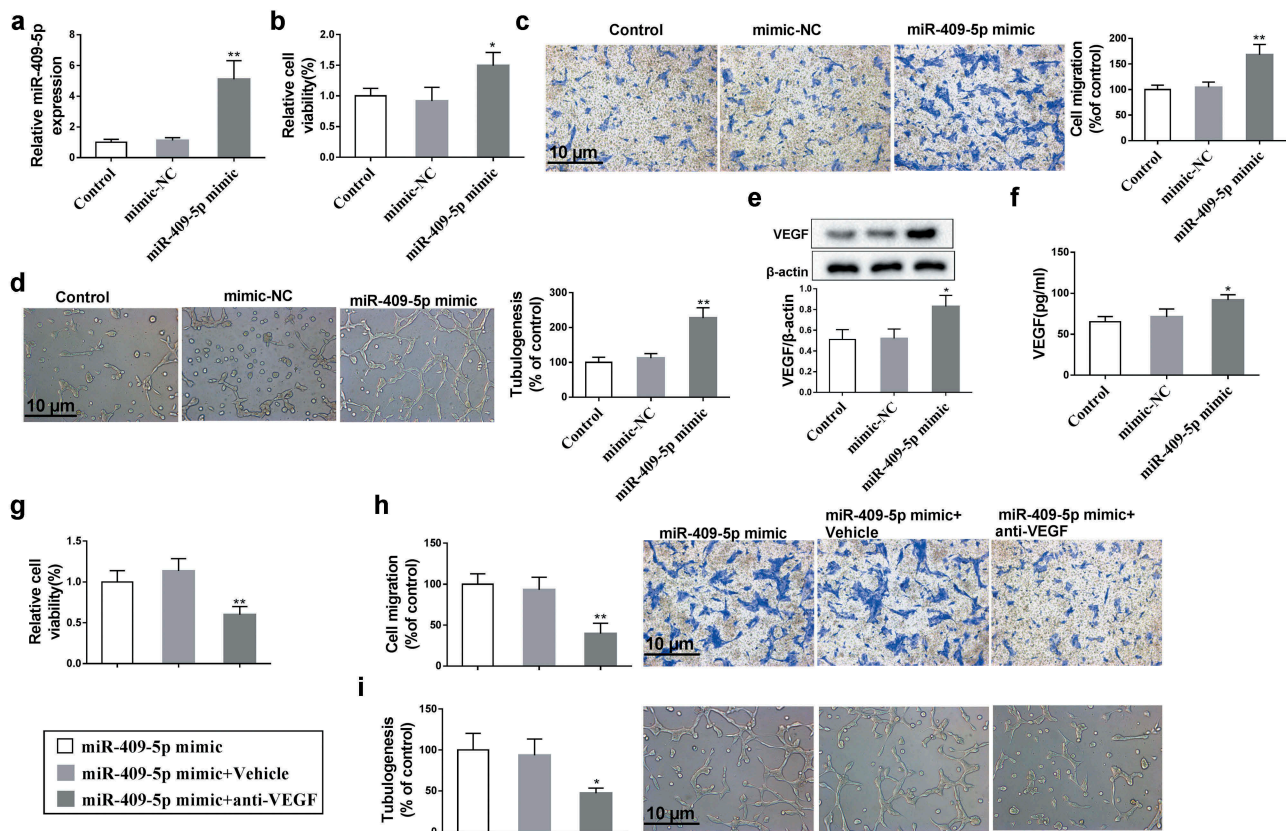 a
Relative miR-409-5p
expression
8
6
4
2
0
**
Control
mimic-NC
miR-409-5p mimic
b
Relative cell
viability(%)
2.0
1.5
1.0
0.5
0.0
*
Control
mimic-NC
miR-409-5p mimic
c
Control
mimic-NC
miR-409-5p mimic
10 μm
Cell migration
(%of control)
200
150
100
50
0
**
Control
mimic-NC
miR-409-5p mimic
d
Control
mimic-NC
miR-409-5p mimic
10 μm
Tubulogenesis
(% of control)
300
200
100
0
**
Control
mimic-NC
miR-409-5p mimic
e
VEGF
β-actin
VEGF/β-actin
1.0
0.8
0.6
0.4
0.2
0.0
*
Control
mimic-NC
miR-409-5p mimic
f
VEGF(pg/ml)
150
100
50
0
*
Control
mimic-NC
miR-409-5p mimic
g
Relative cell
viability(%)
2.0
1.5
1.0
0.5
0.0
**
h
Cell migration
(%of control)
150
100
50
0
**
miR-409-5p mimic
miR-409-5p mimic+
Vehicle
miR-409-5p mimic+
anti-VEGF
10 μm
miR-409-5p mimic
miR-409-5p mimic+Vehicle
miR-409-5p mimic+anti-VEGF
i
Tubulogenesis
(% of control)
150
100
50
0
*
10 μm